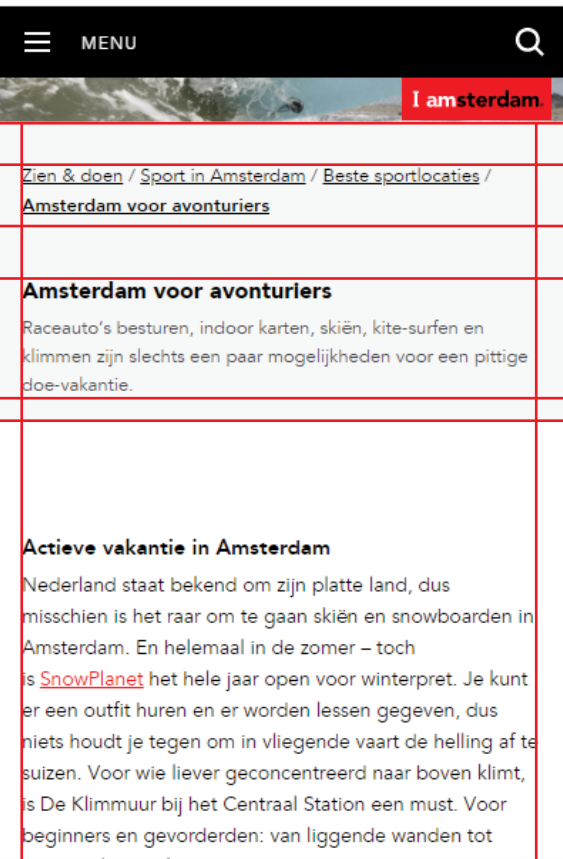 MENU
I amsterdam.
Zien & doen / Sport in Amsterdam / Beste sportlocaties /
Amsterdam voor avonturiers
Amsterdam voor avonturiers
Raceauto's besturen, indoor karten, skiën, kite-surfen en
klimmen zijn slechts een paar mogelijkheden voor een pittige
doe-vakantie.
Actieve vakantie in Amsterdam
Nederland staat bekend om zijn platte land, dus
misschien is het raar om te gaan skiën en snowboarden in
Amsterdam. En helemaal in de zomer – toch
is SnowPlanet het hele jaar open voor winterpret. Je kunt
er een outfit huren en er worden lessen gegeven, dus
niets houdt je tegen om in vliegende vaart de helling af te
suizen. Voor wie liever geconcentreerd naar boven klimt,
is De Klimmuur bij het Centraal Station een must. Voor
beginners en gevorderden: van liggende wanden tot